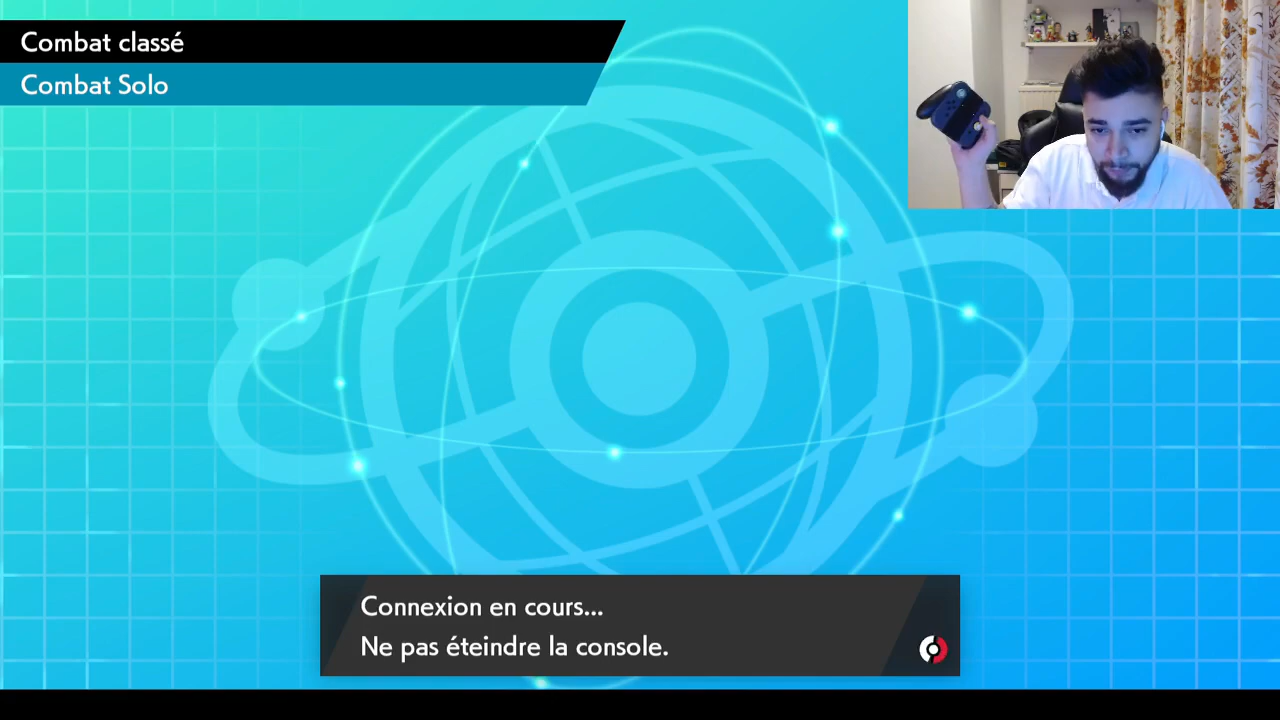 Combat classé
Combat Solo
Connexion en cours...
Ne pas éteindre la console.